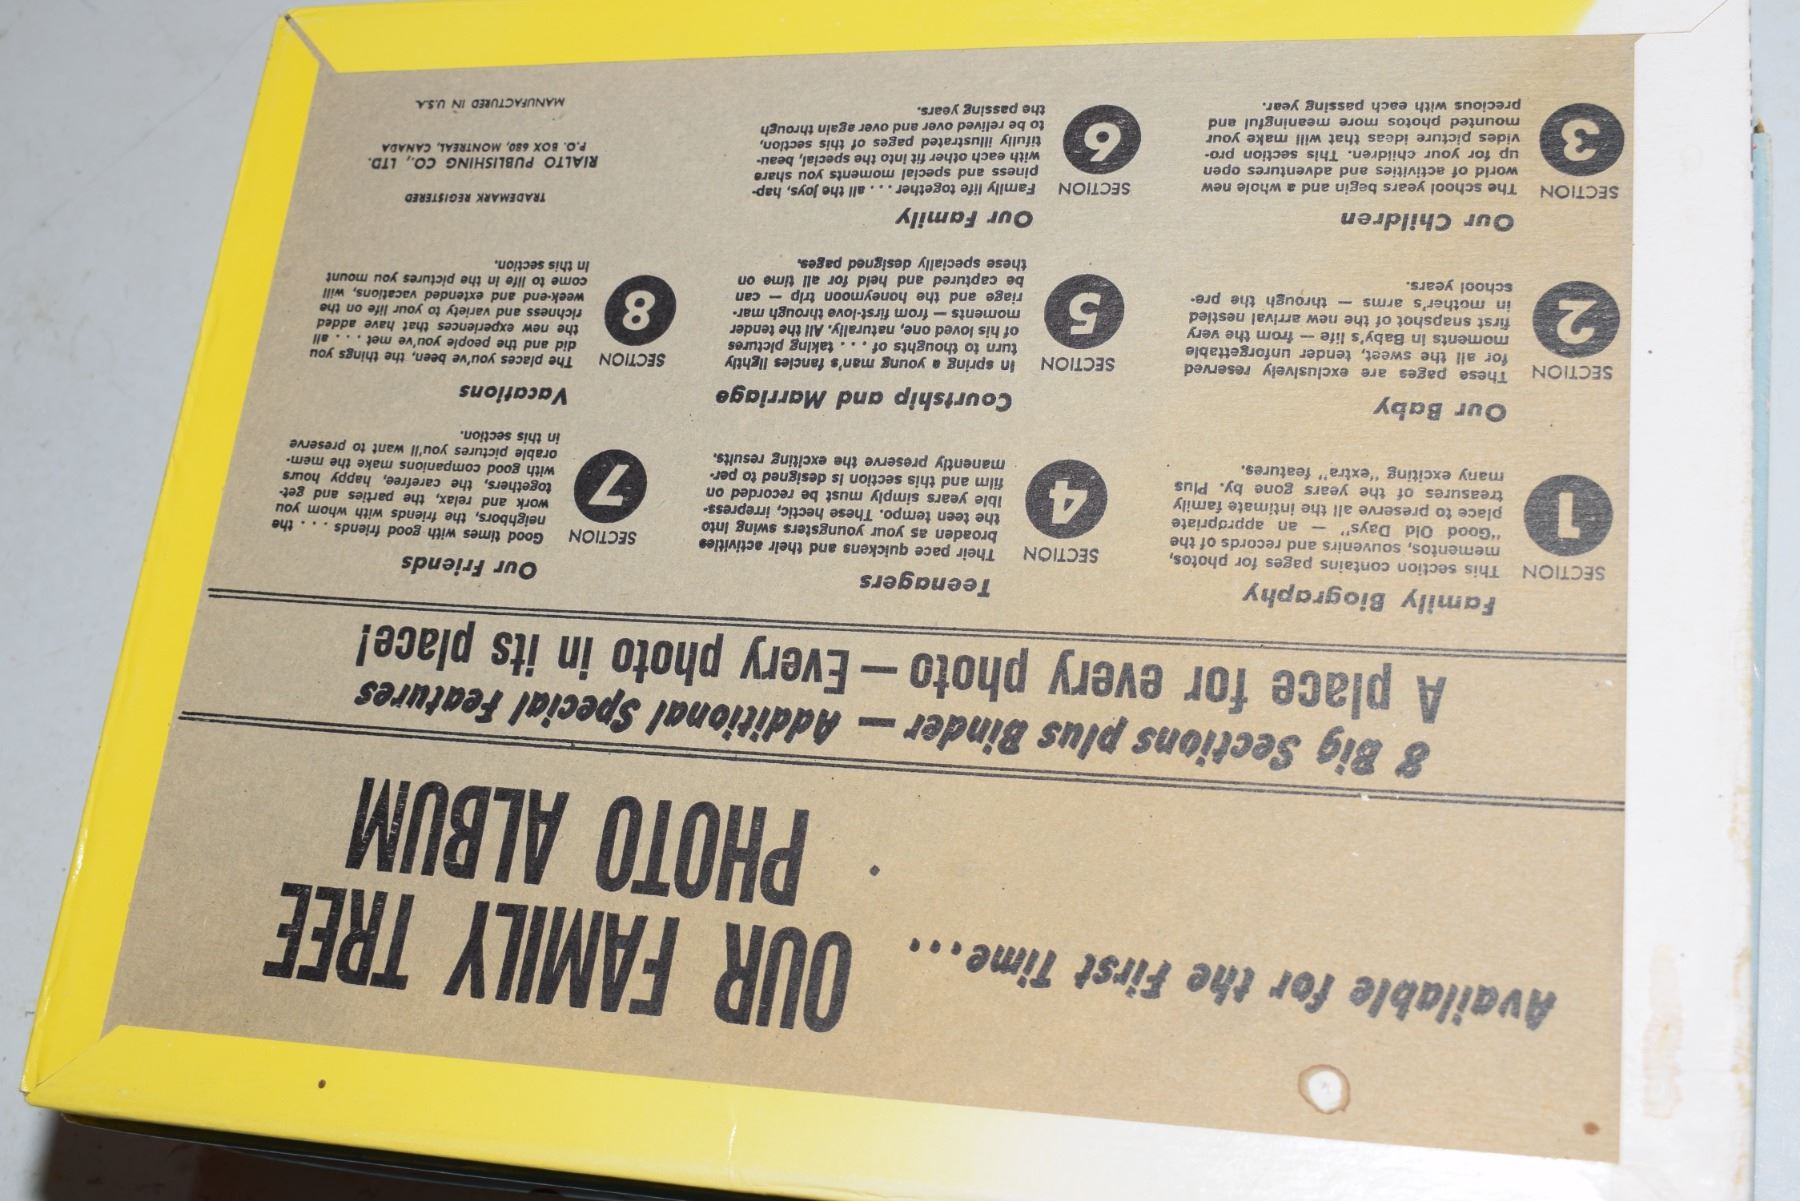 Available for the First Time...
OUR FAMILY TREE
PHOTO ALBUM
8 Big Sections plus Binder — Additional Special Features
A place for every photo — Every photo in its place!
SECTION
1
Family Biography
This section contains pages for photos,
mementos, souvenirs and records of the
"Good Old Days" — an appropriate
place to preserve all the intimate family
treasures of the years gone by. Plus
many exciting "extra" features.
SECTION
2
Our Baby
These pages are exclusively reserved
for all the sweet, tender unforgettable
moments in Baby's life — from the very
first snapshot of the new arrival nestled
in mother's arms — through the pre-
school years.
SECTION
3
Our Children
The school years begin and a whole new
world of activities and adventures open
up for your children. This section pro-
vides picture ideas that will make your
mounted photos more meaningful and
precious with each passing year.
SECTION
4
Teenagers
Their pace quickens and their activities
broaden as your youngsters swing into
the teen tempo. These hectic, irrepress-
ible years simply must be recorded on
film and this section is designed to per-
manently preserve the exciting results.
SECTION
5
Courtship and Marriage
In spring a young man's fancies lightly
turn to thoughts of . . . taking pictures
of his loved one, naturally. All the tender
moments — from first-love through mar-
riage and the honeymoon trip — can
be captured and held for all time on
these specially designed pages.
SECTION
6
Our Family
Family life together . . . all the joys, hap-
piness and special moments you share
with each other fit into the special, beau-
tifully illustrated pages of this section,
to be relived over and over again through
the passing years.
SECTION
7
Our Friends
Good times with good friends . . . the
neighbors, the friends with whom you
work and relax, the parties and get-
togethers, the carefree, happy hours
with good companions make the mem-
orable pictures you'll want to preserve
in this section.
SECTION
8
Vacations
The places you've been, the things you
did and the people you've met . . . all
the new experiences that have added
richness and variety to your life on the
week-end and extended vacations, will
come to life in the pictures you mount
in this section.
TRADEMARK REGISTERED
RIALTO PUBLISHING CO., LTD.
P.O. BOX 680, MONTREAL, CANADA
MANUFACTURED IN U.S.A.